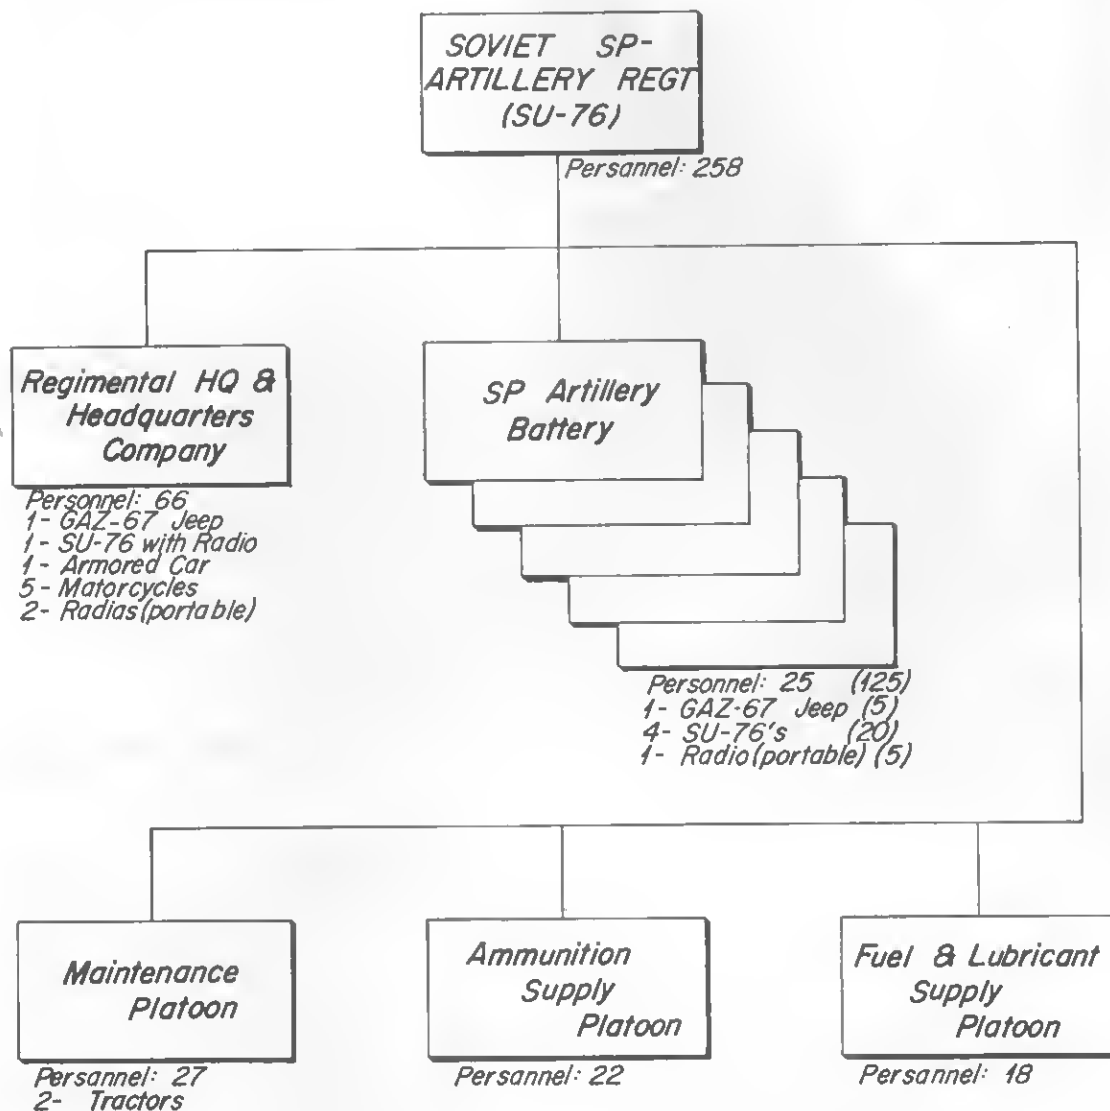 SOVIET SP-
ARTILLERY REGT
(SU-76)
Persannel: 258
Regimental HQ &
Headquarters
Company
Persannel: 66
1- GAZ-67 Jeep
1- SU-76 with Radio
1- Armored Car
5- Matarcycles
2- Radias (portable)
SP Artillery
Battery
Persannel: 25 (125)
1- GAZ-67 Jeep (5)
4- SU-76's (20)
1- Radio (portable) (5)
Maintenance
Platoon
Persannel: 27
2- Tractors
Ammunition
Supply
Platoon
Persannel: 22
Fuel & Lubricant
Supply
Platoon
Persannel: 18